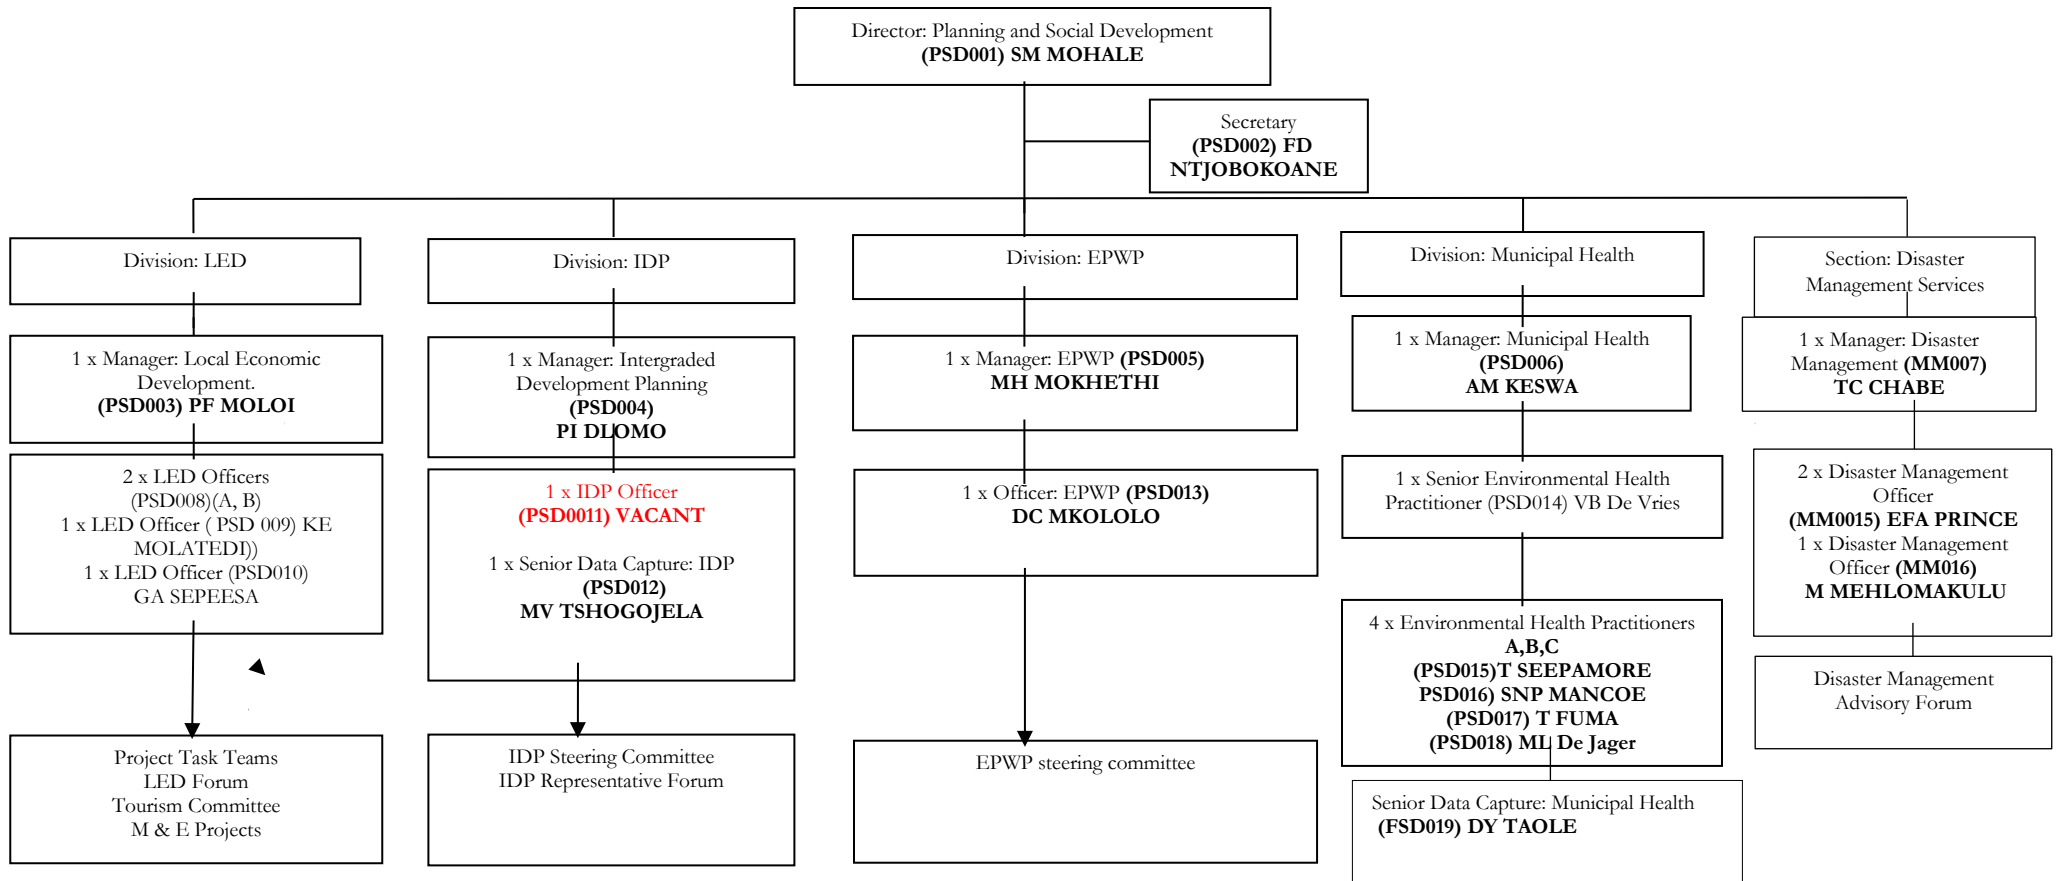 Director: Planning and Social Development
(PSD001) SM MOHALE
Secretary
(PSD002) FD
NTJOBOKOANE
Division: LED
Division: IDP
Division: EPWP
Division: Municipal Health
Section: Disaster
Management Services
1 x Manager: Local Economic
Development.
(PSD003) PF MOLOI
1 x Manager: Intergraded
Development Planning
(PSD004)
PI DLOMO
1 x Manager: EPWP (PSD005)
MH MOKHETHI
1 x Manager: Municipal Health
(PSD006)
AM KESWA
1 x Manager: Disaster
Management (MM007)
TC CHABE
2 x LED Officers
(PSD008)(A, B)
1 x LED Officer ( PSD 009) KE
MOLATEDI))
1 x LED Officer (PSD010)
GA SEPEESA
1 x IDP Officer
(PSD0011) VACANT
1 x Senior Data Capture: IDP
(PSD012)
MV TSHOGOJELA
1 x Officer: EPWP (PSD013)
DC MKOLOLO
1 x Senior Environmental Health
Practitioner (PSD014) VB De Vries
2 x Disaster Management
Officer
(MM0015) EFA PRINCE
1 x Disaster Management
Officer (MM016)
M MEHLOMAKULU
4 x Environmental Health Practitioners
A,B,C
(PSD015)T SEEPAMORE
PSD016) SNP MANCOE
(PSD017) T FUMA
(PSD018) ML De Jager
Disaster Management
Advisory Forum
Project Task Teams
LED Forum
Tourism Committee
M & E Projects
IDP Steering Committee
IDP Representative Forum
EPWP steering committee
Senior Data Capture: Municipal Health
(FSD019) DY TAOLE